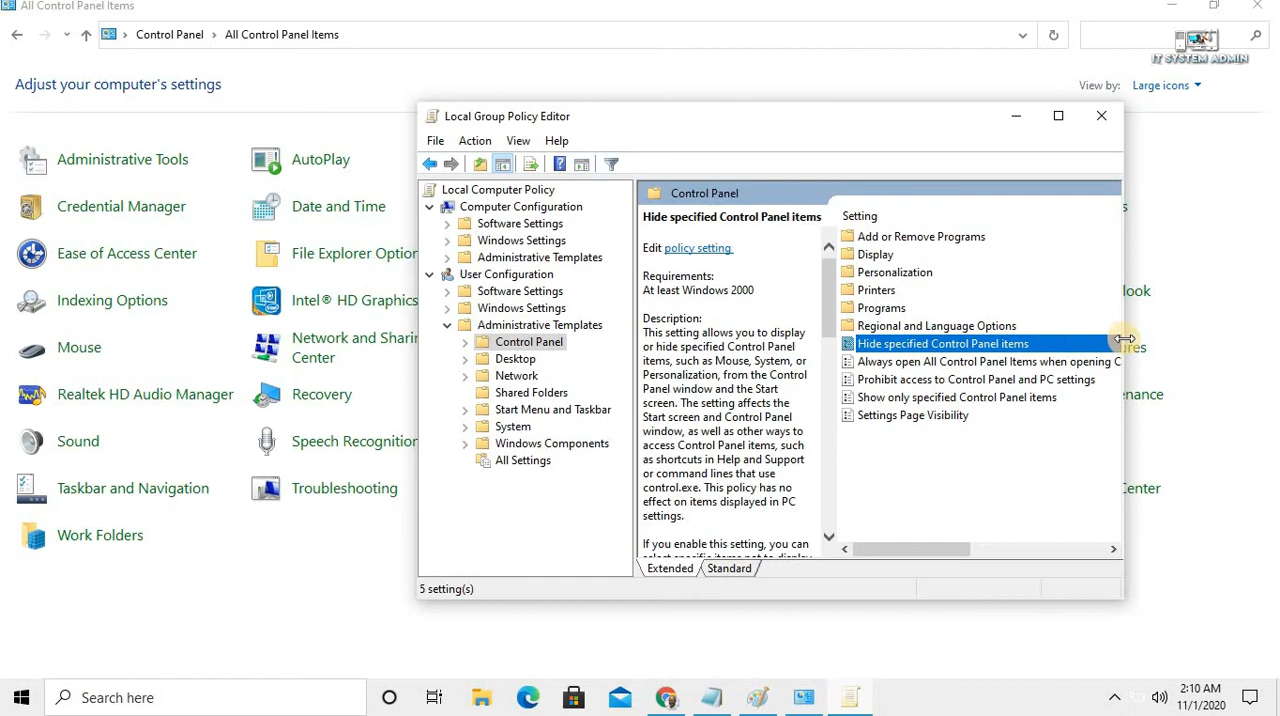 All Control Panel Items
Control Panel
All Control Panel Items
IT SYSTEM ADMIN
Adjust your computer's settings
View by:
Large icons
Administrative Tools
AutoPlay
Credential Manager
Date and Time
Ease of Access Center
File Explorer Option
Indexing Options
Intel® HD Graphics
Mouse
Network and Sharin
Center
Realtek HD Audio Manager
Recovery
Sound
Speech Recognition
Taskbar and Navigation
Troubleshooting
Work Folders
look
ures
enance
Center
Local Group Policy Editor
File
Action
View
Help
Local Computer Policy
Computer Configuration
Software Settings
Windows Settings
Administrative Templates
User Configuration
Software Settings
Windows Settings
Administrative Templates
Control Panel
Desktop
Network
Shared Folders
Start Menu and Taskbar
System
Windows Components
All Settings
Control Panel
Hide specified Control Panel items
Edit policy setting
Requirements:
At least Windows 2000
Description:
This setting allows you to display
or hide specified Control Panel
items, such as Mouse, System, or
Personalization, from the Control
Panel window and the Start
screen. The setting affects the
Start screen and Control Panel
window, as well as other ways to
access Control Panel items, such
as shortcuts in Help and Support
or command lines that use
control.exe. This policy has no
effect on items displayed in PC
settings.
If you enable this setting, you can
Setting
Add or Remove Programs
Display
Personalization
Printers
Programs
Regional and Language Options
Hide specified Control Panel items
Always open All Control Panel Items when opening C
Prohibit access to Control Panel and PC settings
Show only specified Control Panel items
Settings Page Visibility
Extended
Standard
5 setting(s)
Search here
2:10 AM
11/1/2020